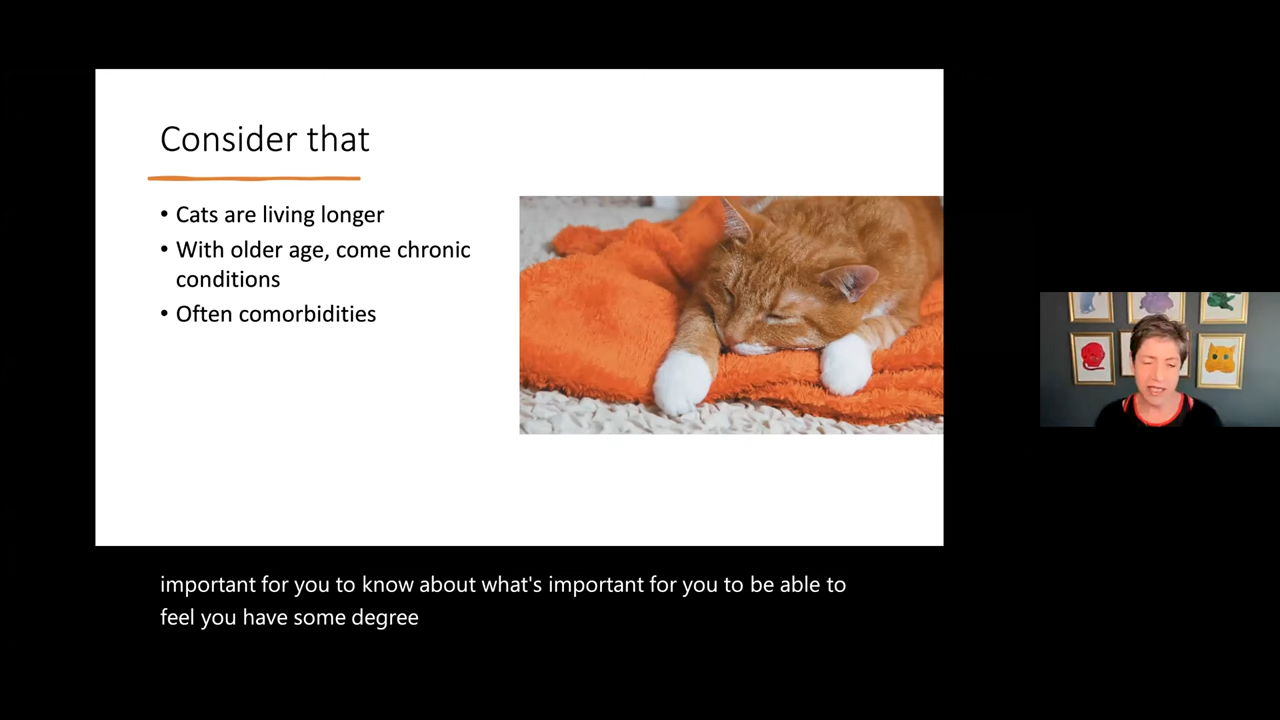 Consider that
• Cats are living longer
• With older age, come chronic
conditions
• Often comorbidities
important for you to know about what's important for you to be able to
feel you have some degree